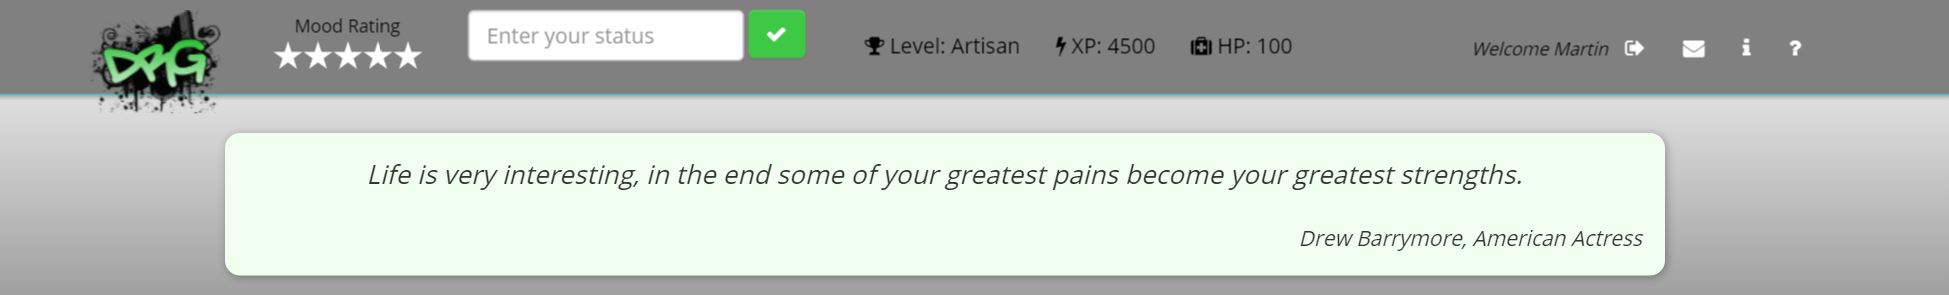 DRG
Mood Rating
Enter your status
Level: Artisan
XP: 4500
HP: 100
Welcome Martin
Life is very interesting, in the end some of your greatest pains become your greatest strengths.
Drew Barrymore, American Actress